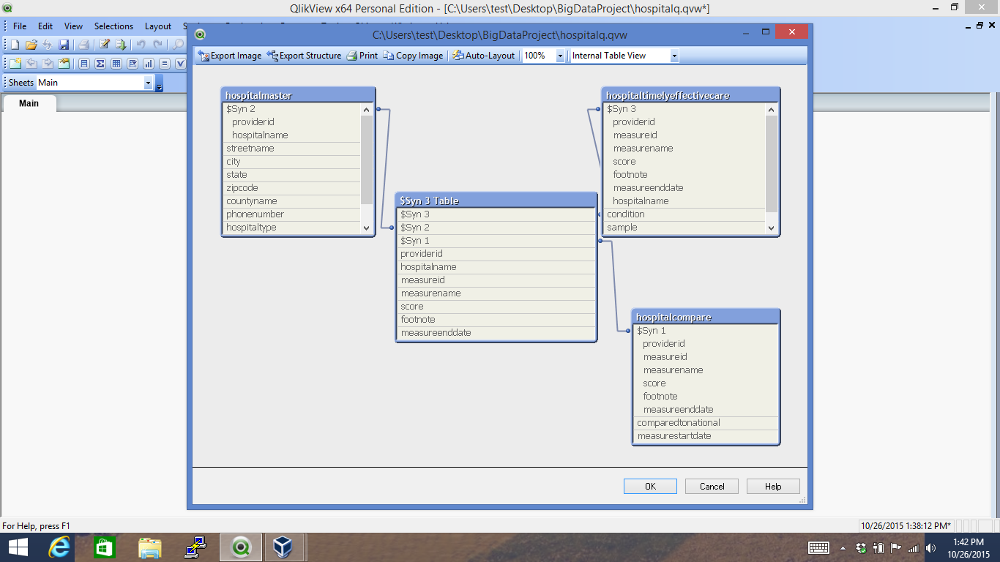 QlikView x64 Personal Edition - [C:\Users\test\Desktop\BigDataProject\hospitalq.qvw*]
File Edit View Selections Layout
C:\Users\test\Desktop\BigDataProject\hospitalq.qvw
Export Image Export Structure Print Copy Image Auto-Layout 100% Internal Table View
Sheets Main
Main
hospitalmaster
$Syn 2
providerid
hospitalname
streetname
city
state
zipcode
countyname
phonenumber
hospitaltype
hospitaltimelyeffectivecare
$Syn 3
providerid
measureid
measurename
score
footnote
measureenddate
hospitalname
condition
sample
$Syn 3 Table
$Syn 3
$Syn 2
$Syn 1
providerid
hospitalname
measureid
measurename
score
footnote
measureenddate
hospitalcompare
$Syn 1
providerid
measureid
measurename
score
footnote
measureenddate
comparedtonational
measurestartdate
OK Cancel Help
For Help, press F1
10/26/2015 1:38:12 PM*
1:42 PM
10/26/2015